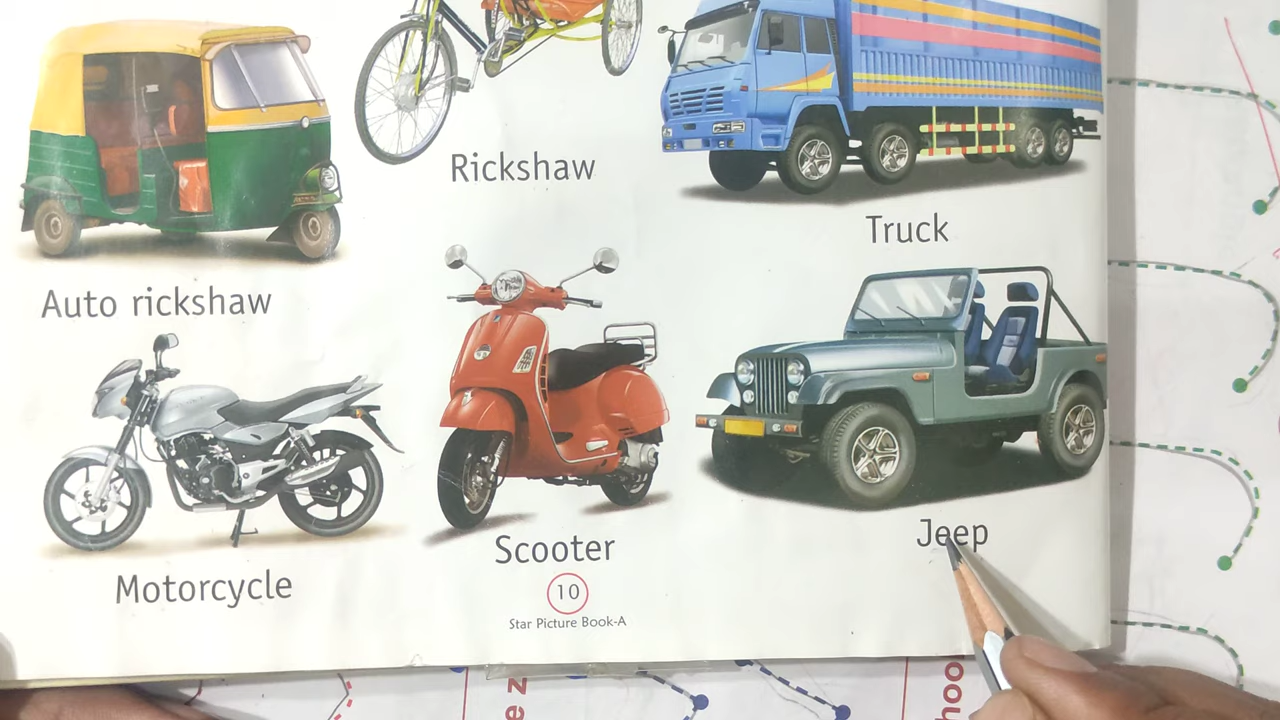 Rickshaw
Truck
Auto rickshaw
Motorcycle
Scooter
Jeep
10
Star Picture Book-A